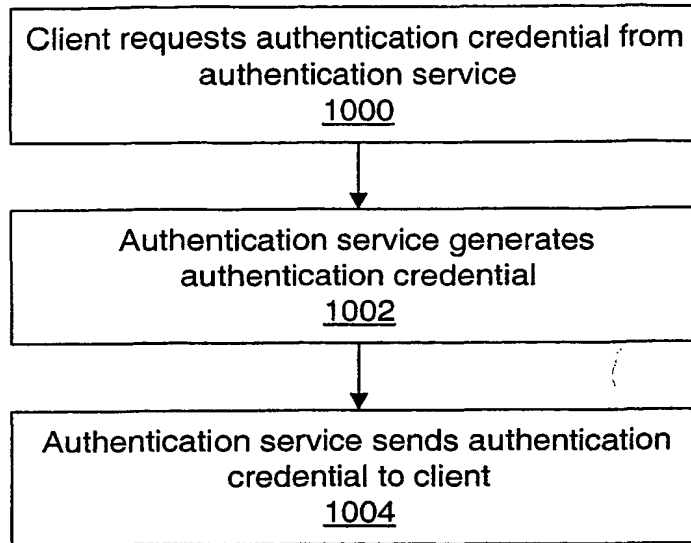 Client requests authentication credential from
authentication service
1000
Authentication service generates
authentication credential
1002
Authentication service sends authentication
credential to client
1004